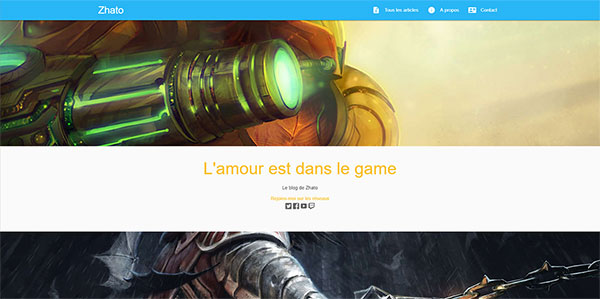 Zhato
Tous les articles
A propos
Contact
L'amour est dans le game
Le blog de Zhato
Rejoins moi sur les réseaux